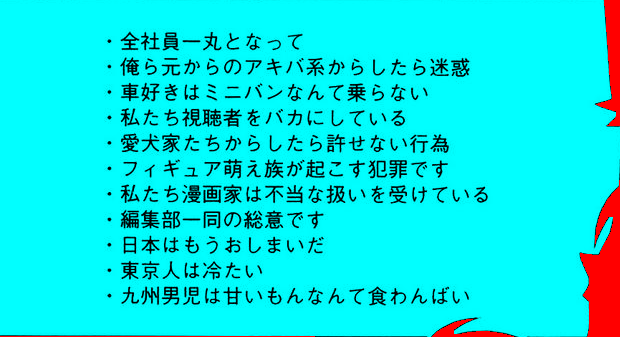 ・全社員一丸となって
・俺ら元からのアキバ系からしたら迷惑
・車好きはミニバンなんて乗らない
・私たち視聴者をバカにしている
・愛犬家たちからしたら許せない行為
・フィギュア萌え族が起こす犯罪です
・私たち漫画家は不当な扱いを受けている
・編集部一同の総意です
・日本はもうおしまいだ
・東京人は冷たい
・九州男児は甘いもんなんて食わんばい